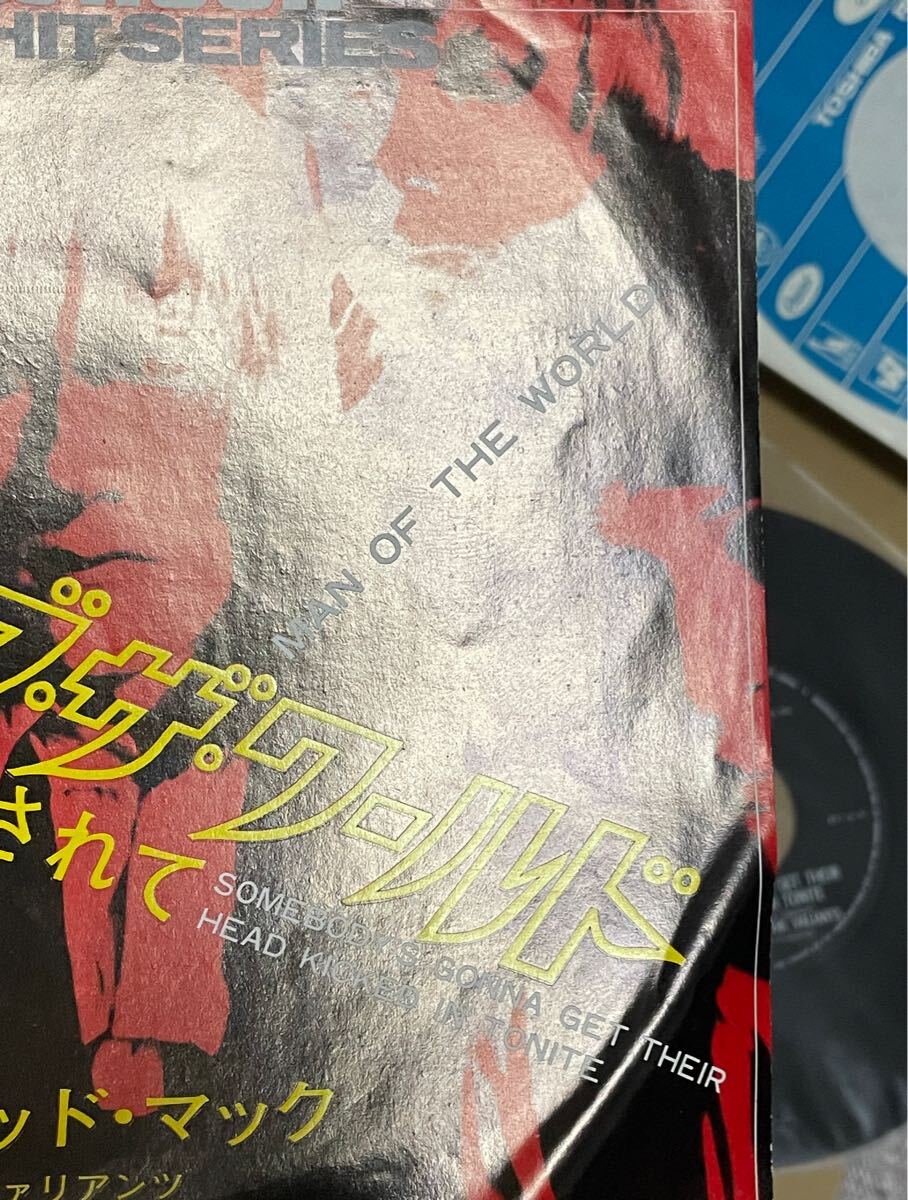 HIT SERIES
TOSHIBA
MAN OF THE WORLD
ブ・ザ・ワールド
されて
SOMEBODY'S GONNA GET THEIR
HEAD KICKED IN TONITE
ッド・マック
ァリアンツ